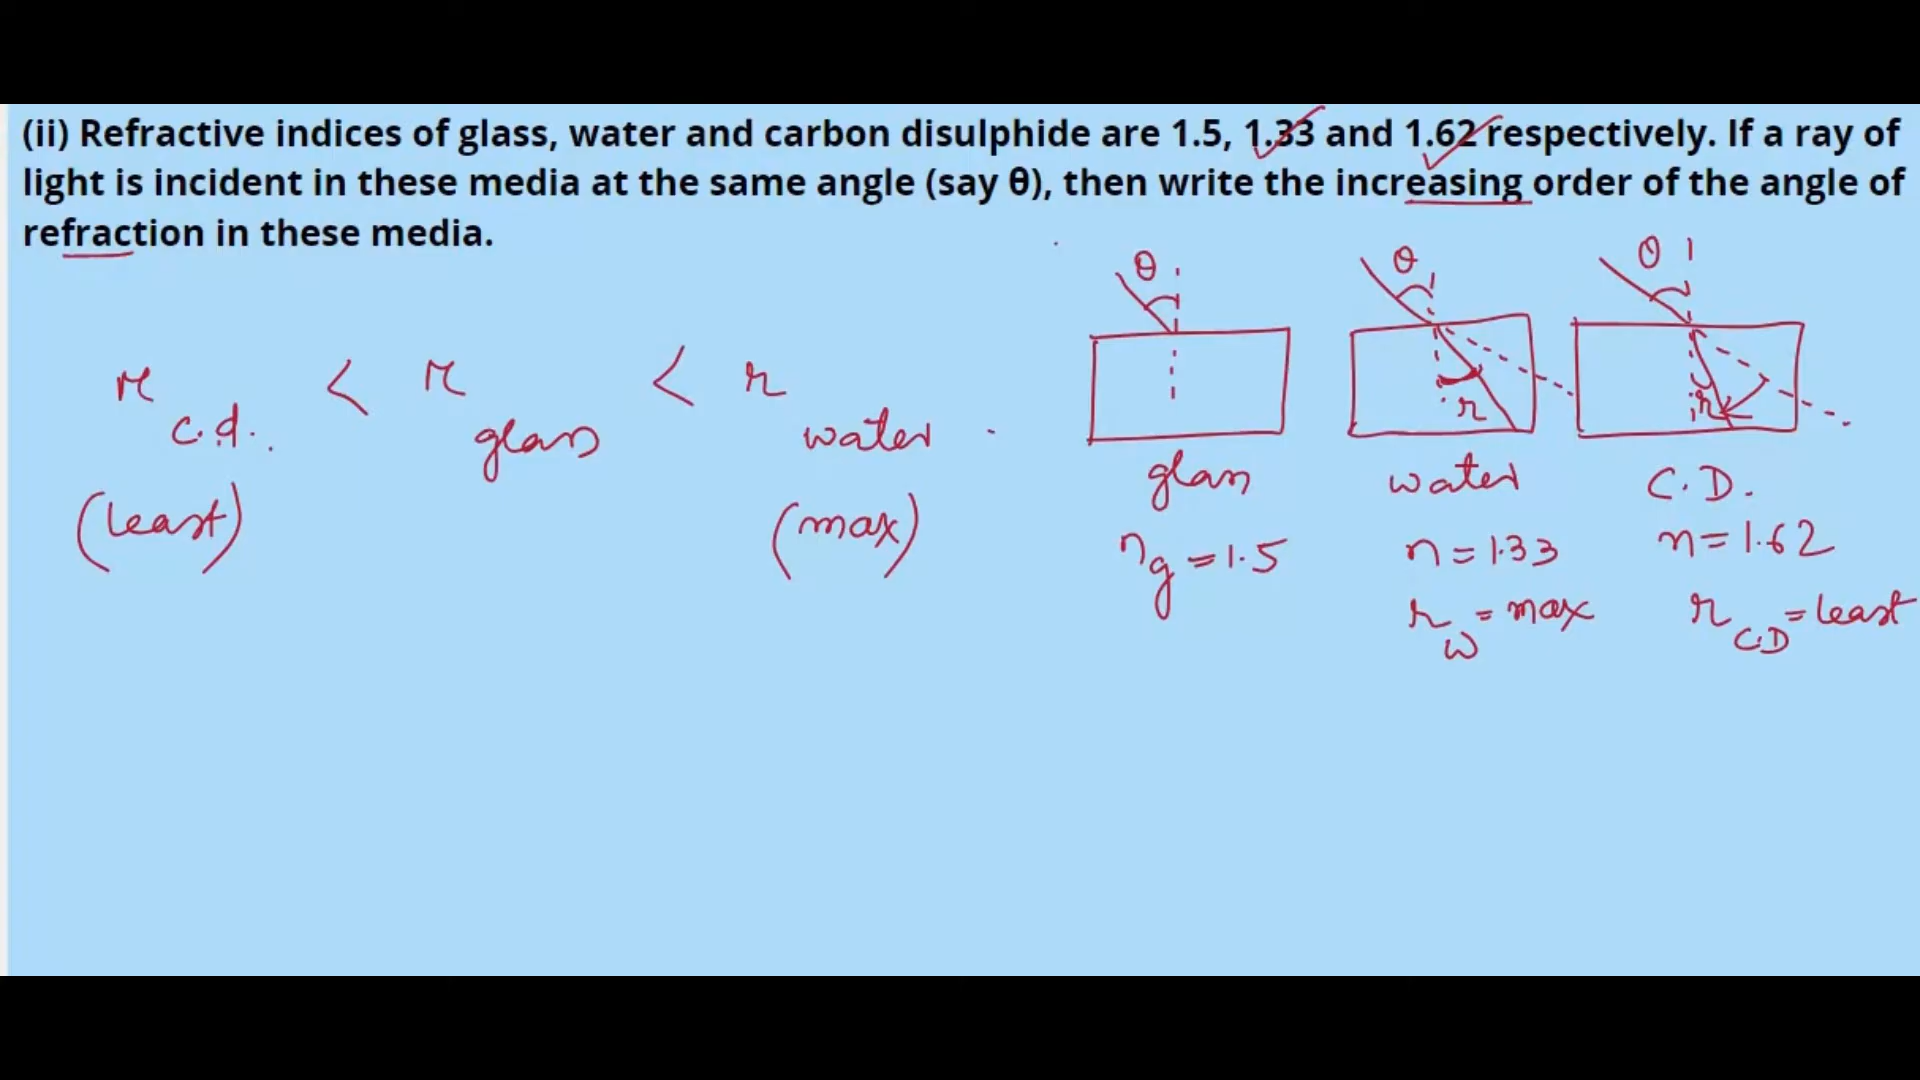 (ii) Refractive indices of glass, water and carbon disulphide are 1.5, 1.33 and 1.62 respectively. If a ray of
light is incident in these media at the same angle (say θ), then write the increasing order of the angle of
refraction in these media.
θ θ θ
r c.d. < r glass < r water
(least) (max)
r r
glass water C.D.
n g = 1.5 n = 1.33 n = 1.62
r W = max r C.D = least